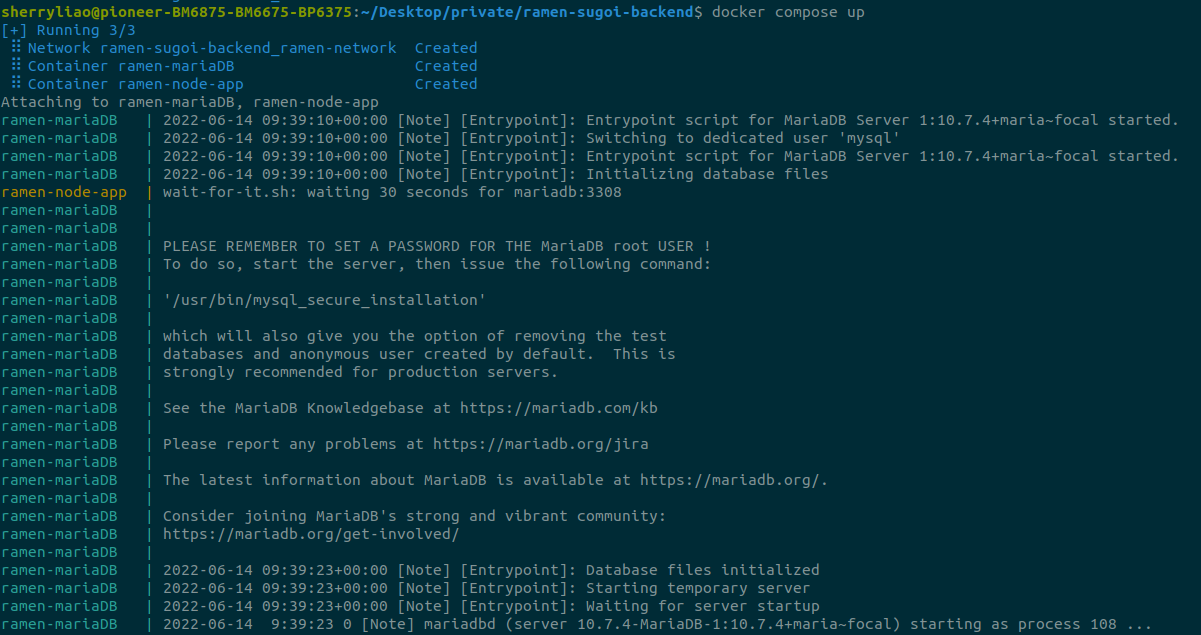 sherryliao@pioneer-BM6875-BM6675-BP6375:~/Desktop/private/ramen-sugoi-backend$ docker compose up
[+] Running 3/3
⠿ Network ramen-sugoi-backend_ramen-network  Created
⠿ Container ramen-mariaDB                    Created
⠿ Container ramen-node-app                   Created
Attaching to ramen-mariaDB, ramen-node-app
ramen-mariaDB   | 2022-06-14 09:39:10+00:00 [Note] [Entrypoint]: Entrypoint script for MariaDB Server 1:10.7.4+maria~focal started.
ramen-mariaDB   | 2022-06-14 09:39:10+00:00 [Note] [Entrypoint]: Switching to dedicated user 'mysql'
ramen-mariaDB   | 2022-06-14 09:39:10+00:00 [Note] [Entrypoint]: Entrypoint script for MariaDB Server 1:10.7.4+maria~focal started.
ramen-mariaDB   | 2022-06-14 09:39:10+00:00 [Note] [Entrypoint]: Initializing database files
ramen-node-app  | wait-for-it.sh: waiting 30 seconds for mariadb:3308
ramen-mariaDB   |
ramen-mariaDB   |
ramen-mariaDB   | PLEASE REMEMBER TO SET A PASSWORD FOR THE MariaDB root USER !
ramen-mariaDB   | To do so, start the server, then issue the following command:
ramen-mariaDB   |
ramen-mariaDB   | '/usr/bin/mysql_secure_installation'
ramen-mariaDB   |
ramen-mariaDB   | which will also give you the option of removing the test
ramen-mariaDB   | databases and anonymous user created by default.  This is
ramen-mariaDB   | strongly recommended for production servers.
ramen-mariaDB   |
ramen-mariaDB   | See the MariaDB Knowledgebase at https://mariadb.com/kb
ramen-mariaDB   |
ramen-mariaDB   | Please report any problems at https://mariadb.org/jira
ramen-mariaDB   |
ramen-mariaDB   | The latest information about MariaDB is available at https://mariadb.org/.
ramen-mariaDB   |
ramen-mariaDB   | Consider joining MariaDB's strong and vibrant community:
ramen-mariaDB   | https://mariadb.org/get-involved/
ramen-mariaDB   |
ramen-mariaDB   | 2022-06-14 09:39:23+00:00 [Note] [Entrypoint]: Database files initialized
ramen-mariaDB   | 2022-06-14 09:39:23+00:00 [Note] [Entrypoint]: Starting temporary server
ramen-mariaDB   | 2022-06-14 09:39:23+00:00 [Note] [Entrypoint]: Waiting for server startup
ramen-mariaDB   | 2022-06-14  9:39:23 0 [Note] mariadbd (server 10.7.4-MariaDB-1:10.7.4+maria~focal) starting as process 108 ...